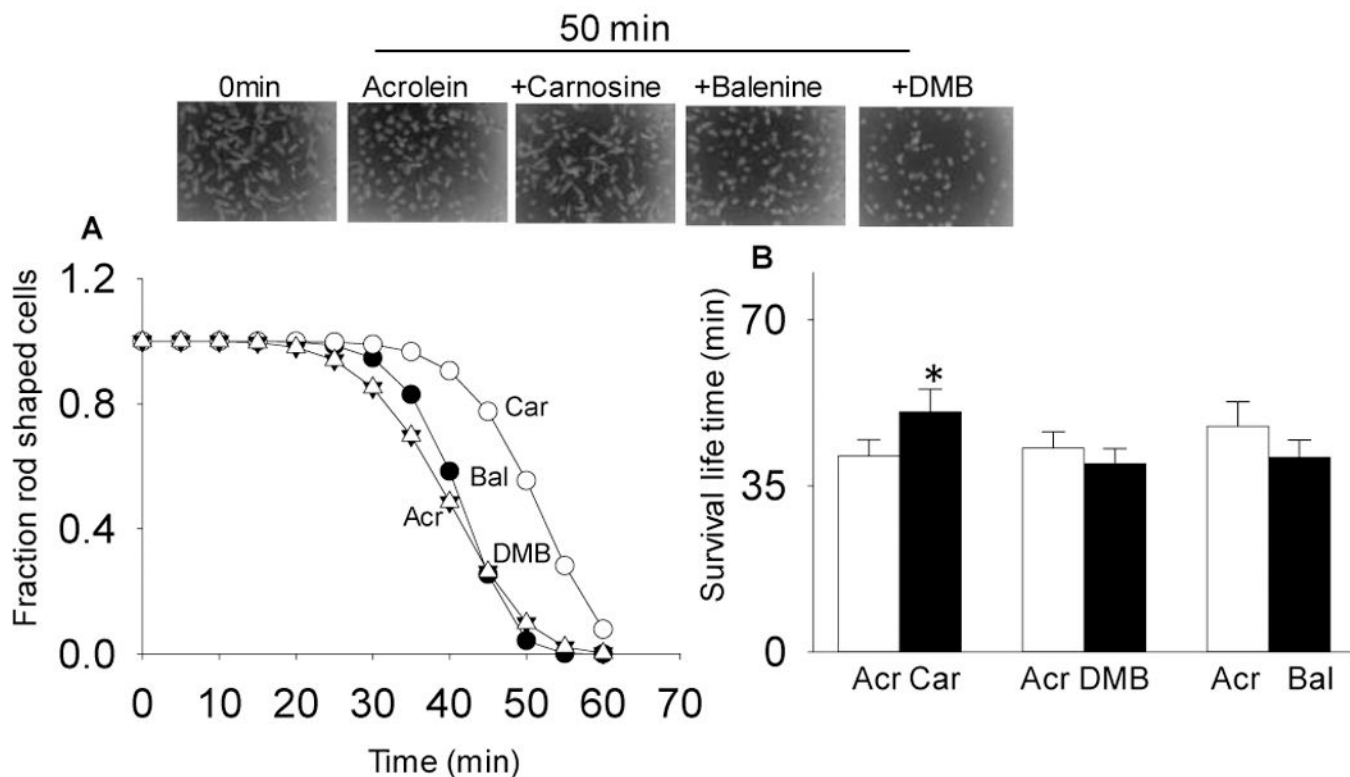 50 min
0min Acrolein +Carnosine +Balenine +DMB
A
Fraction rod shaped cells
1.2
0.8
0.4
0.0
Car
Bal
Acr
DMB
0 10 20 30 40 50 60 70
Time (min)
B
Survival life time (min)
70
35
0
*
Acr Car Acr DMB Acr Bal